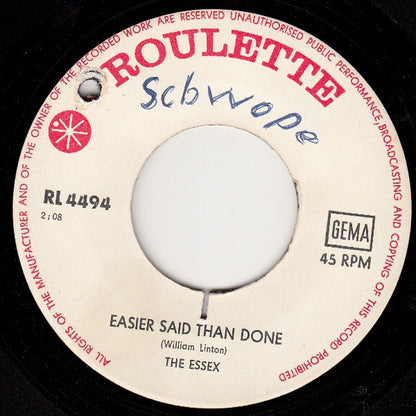 ALL RIGHTS OF THE MANUFACTURER AND OF THE OWNER OF THE RECORDED WORK ARE RESERVED UNAUTHORISED PUBLIC PERFORMANCE, BROADCASTING AND COPYING OF THIS RECORD PROHIBITED
ROULETTE
RL 4494
2:08
GEMA
45 RPM
EASIER SAID THAN DONE
(William Linton)
THE ESSEX